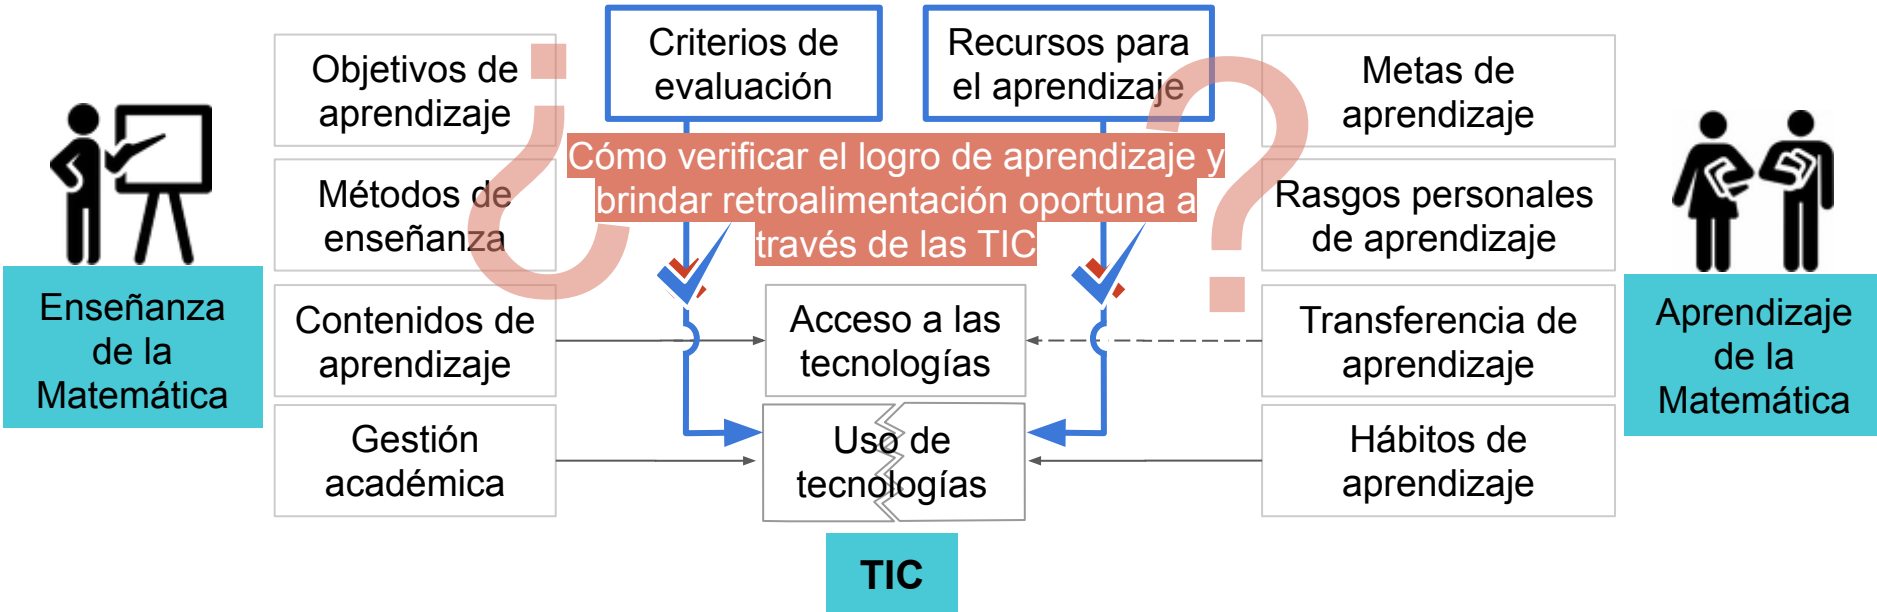 Criterios de
evaluación
Recursos para
el aprendizaje
Objetivos de
aprendizaje
Métodos de
enseñanza
Contenidos de
aprendizaje
Gestión
académica
Enseñanza
de la
Matemática
¿
Cómo verificar el logro de aprendizaje y
brindar retroalimentación oportuna a
través de las TIC
?
Acceso a las
tecnologías
Uso de
tecnologías
TIC
Metas de
aprendizaje
Rasgos personales
de aprendizaje
Transferencia de
aprendizaje
Hábitos de
aprendizaje
Aprendizaje
de la
Matemática